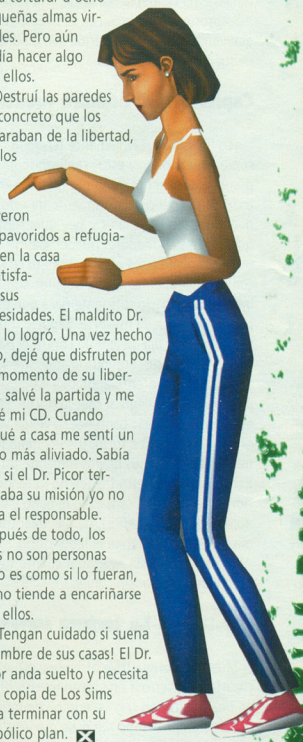 a torturar a ocho
queñas almas vir-
les. Pero aún
día hacer algo
ellos.
Destruí las paredes
concreto que los
araban de la libertad,
los
eron
pavoridos a refugia-
en la casa
tisfa-
sus
esidades. El maldito Dr.
lo logró. Una vez hecho
o, dejé que disfruten por
momento de su liber-
, salvé la partida y me
é mi CD. Cuando
ué a casa me sentí un
o más aliviado. Sabía
si el Dr. Picor ter-
aba su misión yo no
a el responsable.
pués de todo, los
s no son personas
o es como si lo fueran,
no tiende a encariñarse
ellos.
Tengan cuidado si suena
mbre de sus casas! El Dr.
or anda suelto y necesita
copia de Los Sims
a terminar con su
bólico plan.